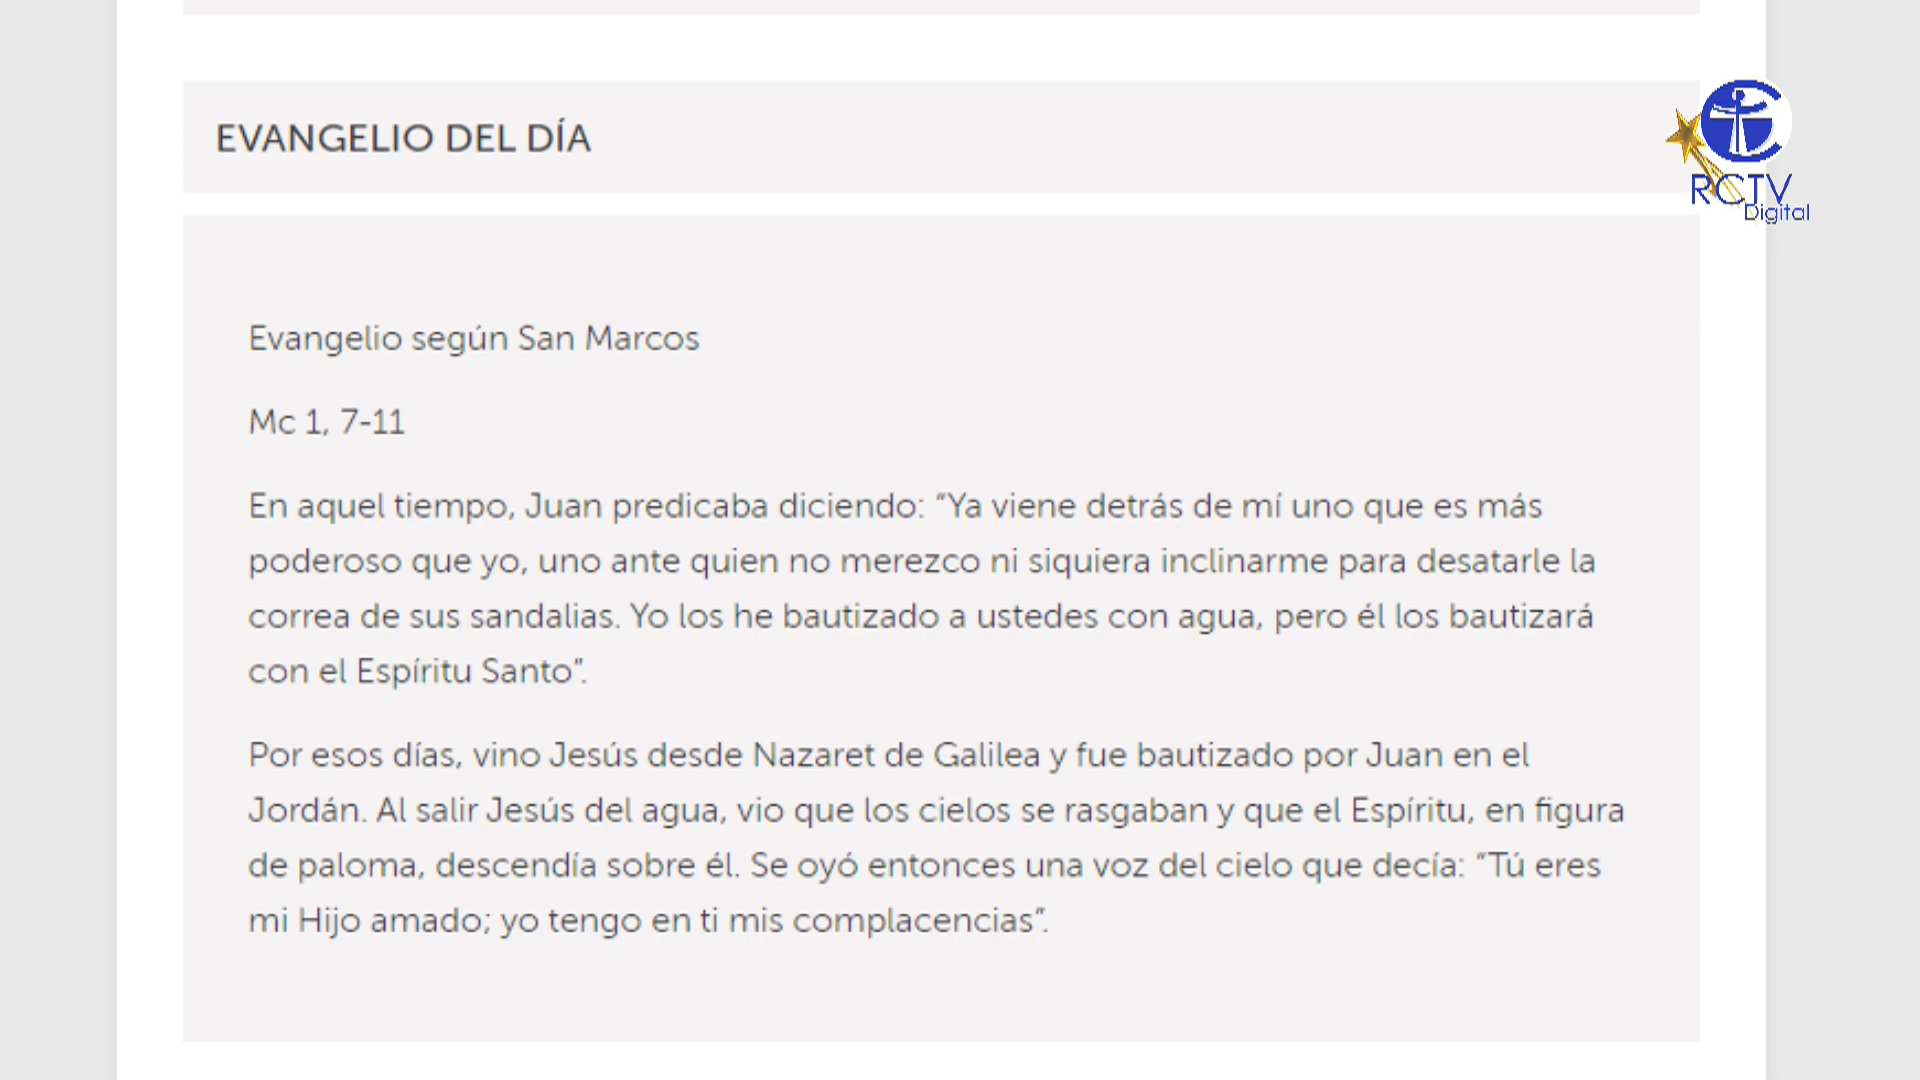 EVANGELIO DEL DÍA
RCTV
Digital
Evangelio según San Marcos
Mc 1, 7-11
En aquel tiempo, Juan predicaba diciendo: “Ya viene detrás de mí uno que es más
poderoso que yo, uno ante quien no merezco ni siquiera inclinarme para desatarle la
correa de sus sandalias. Yo los he bautizado a ustedes con agua, pero él los bautizará
con el Espíritu Santo”.
Por esos días, vino Jesús desde Nazaret de Galilea y fue bautizado por Juan en el
Jordán. Al salir Jesús del agua, vio que los cielos se rasgaban y que el Espíritu, en figura
de paloma, descendía sobre él. Se oyó entonces una voz del cielo que decía: “Tú eres
mi Hijo amado; yo tengo en ti mis complacencias”.